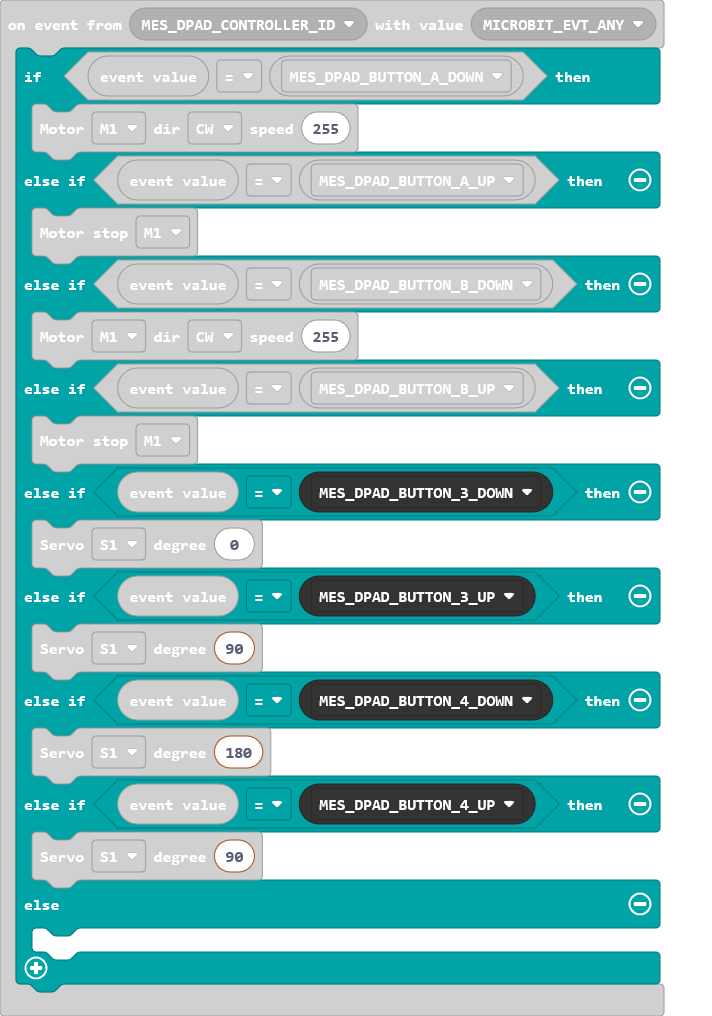 on event from MES_DPAD_CONTROLLER_ID with value MICROBIT_EVT_ANY
if event value = MES_DPAD_BUTTON_A_DOWN then
Motor M1 dir CW speed 255
else if event value = MES_DPAD_BUTTON_A_UP then
Motor stop M1
else if event value = MES_DPAD_BUTTON_B_DOWN then
Motor M1 dir CW speed 255
else if event value = MES_DPAD_BUTTON_B_UP then
Motor stop M1
else if event value = MES_DPAD_BUTTON_3_DOWN then
Servo S1 degree 0
else if event value = MES_DPAD_BUTTON_3_UP then
Servo S1 degree 90
else if event value = MES_DPAD_BUTTON_4_DOWN then
Servo S1 degree 180
else if event value = MES_DPAD_BUTTON_4_UP then
Servo S1 degree 90
else